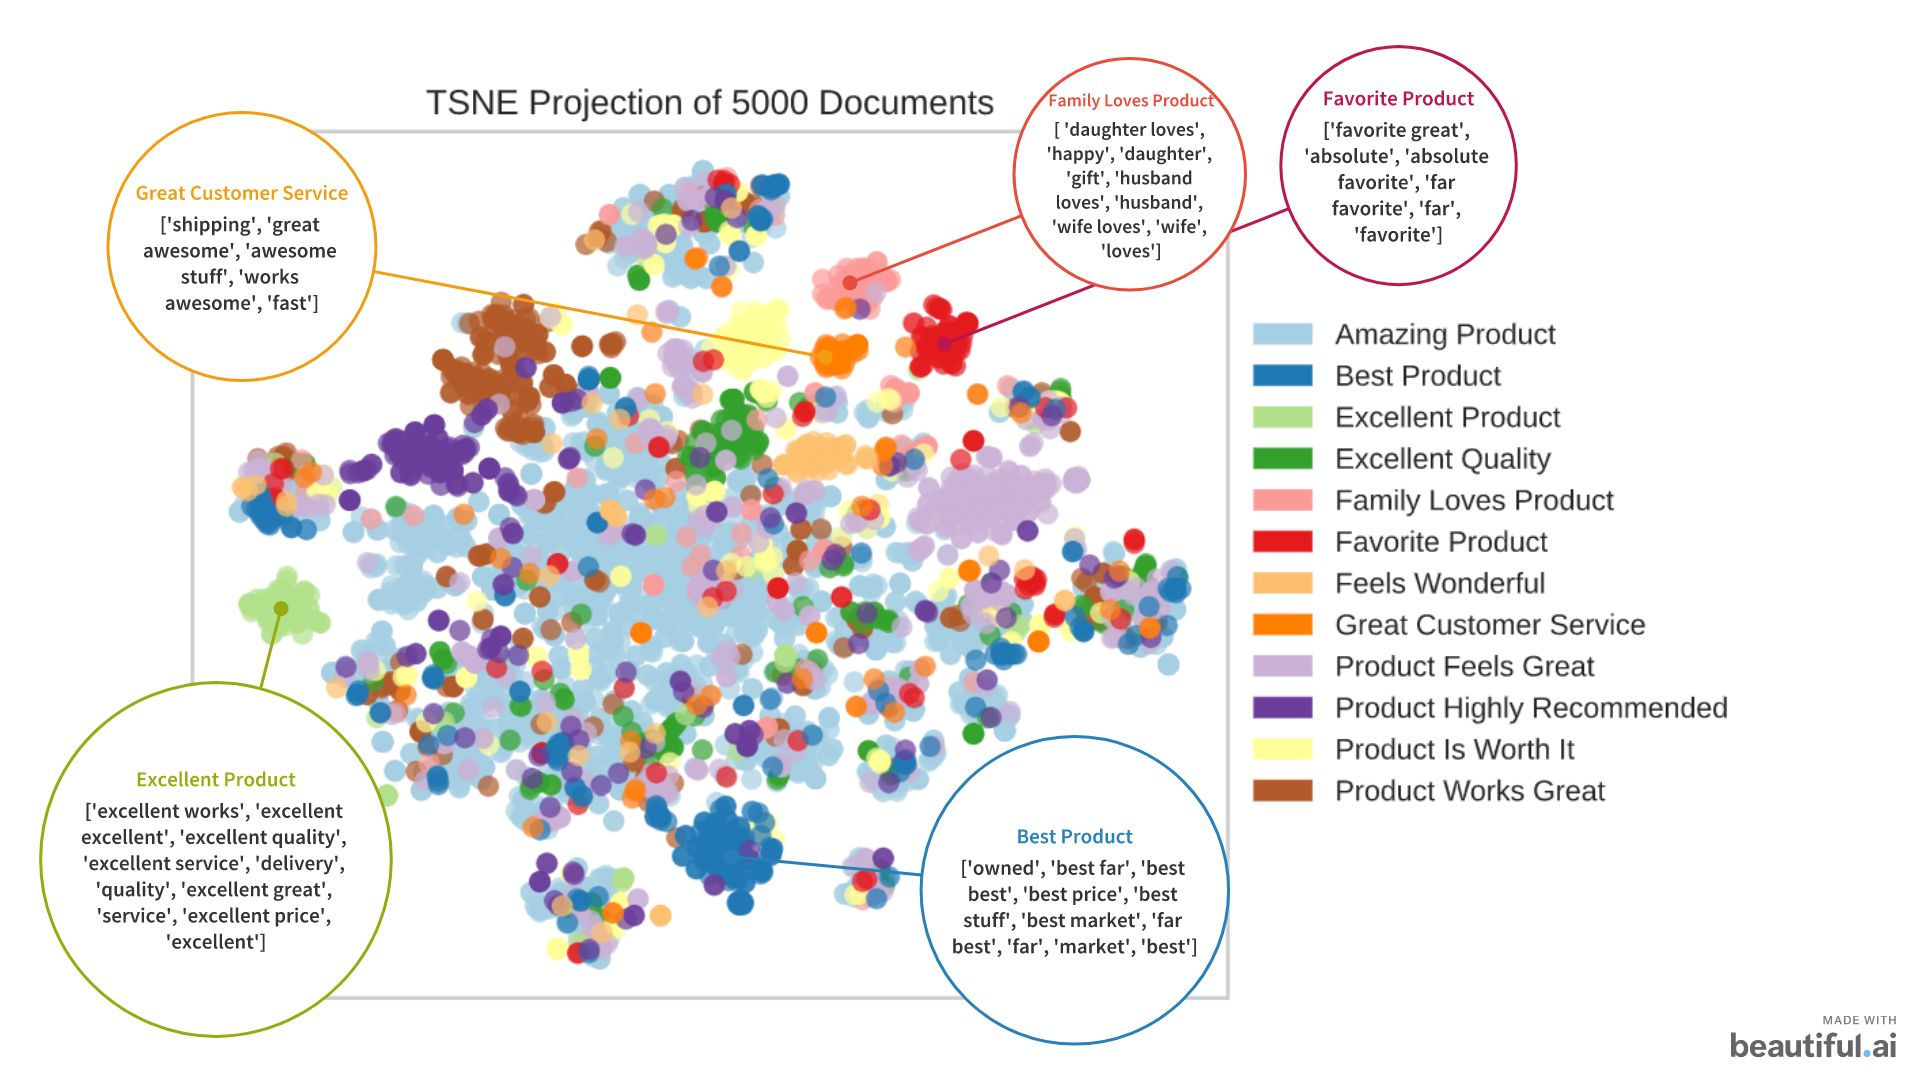 TSNE Projection of 5000 Documents
Great Customer Service
['shipping', 'great
awesome', 'awesome
stuff', 'works
awesome', 'fast']
Family Loves Product
[ 'daughter loves',
'happy', 'daughter',
'gift', 'husband
loves', 'husband',
'wife loves', 'wife',
'loves']
Favorite Product
['favorite great',
'absolute', 'absolute
favorite', 'far
favorite', 'far',
'favorite']
Amazing Product
Best Product
Excellent Product
Excellent Quality
Family Loves Product
Favorite Product
Feels Wonderful
Great Customer Service
Product Feels Great
Product Highly Recommended
Product Is Worth It
Product Works Great
Excellent Product
['excellent works', 'excellent
excellent', 'excellent quality',
'excellent service', 'delivery',
'quality', 'excellent great',
'service', 'excellent price',
'excellent']
Best Product
['owned', 'best far', 'best
best', 'best price', 'best
stuff', 'best market', 'far
best', 'far', 'market', 'best']
MADE WITH
beautiful.ai